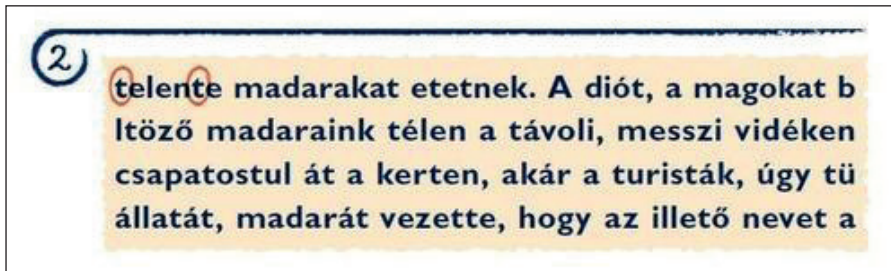 2
telente madarakat etetnek. A diót, a magokat b
ltöző madaraink télen a távoli, messzi vidéken
csapatostul át a kerten, akár a turisták, úgy tü
állatát, madarát vezette, hogy az illető nevet a